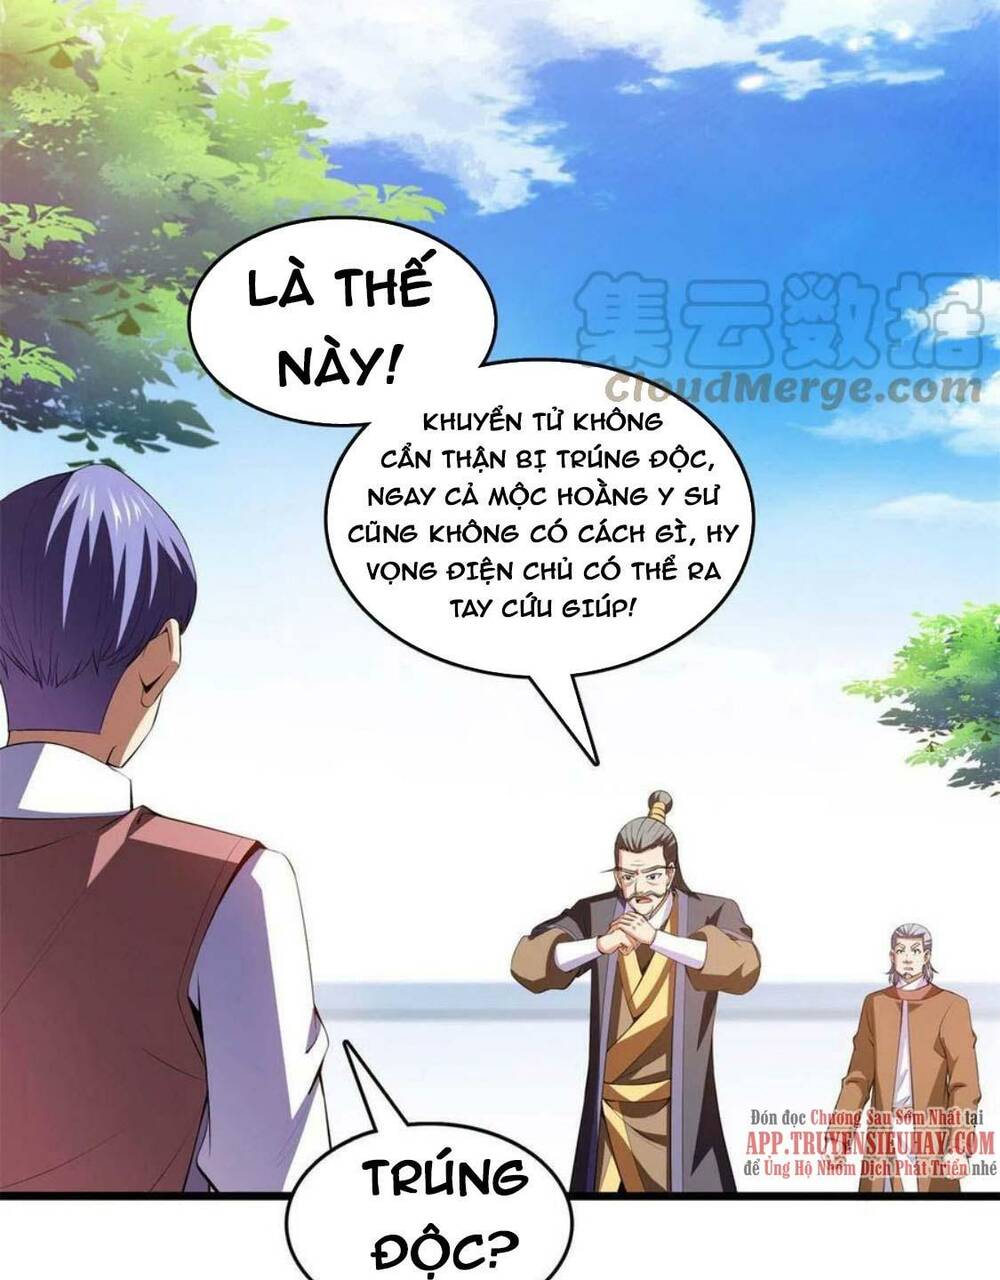 LÀ THẾ
NÀY!
集云数据
CloudMerge.com
KHUYỂN TỬ KHÔNG
CẨN THẬN BỊ TRÚNG ĐỘC,
NGAY CẢ MỘC HOẰNG Y SƯ
CŨNG KHÔNG CÓ CÁCH GÌ, HY
VỌNG ĐIỆN CHỦ CÓ THỂ RA
TAY CỨU GIÚP!
Đón đọc Chương Sau Sớm Nhất tại
APP.TRUYENSIEUHAY.COM
để Ủng Hộ Nhóm Dịch Phát Triển nhé
TRÚNG
ĐỘC?